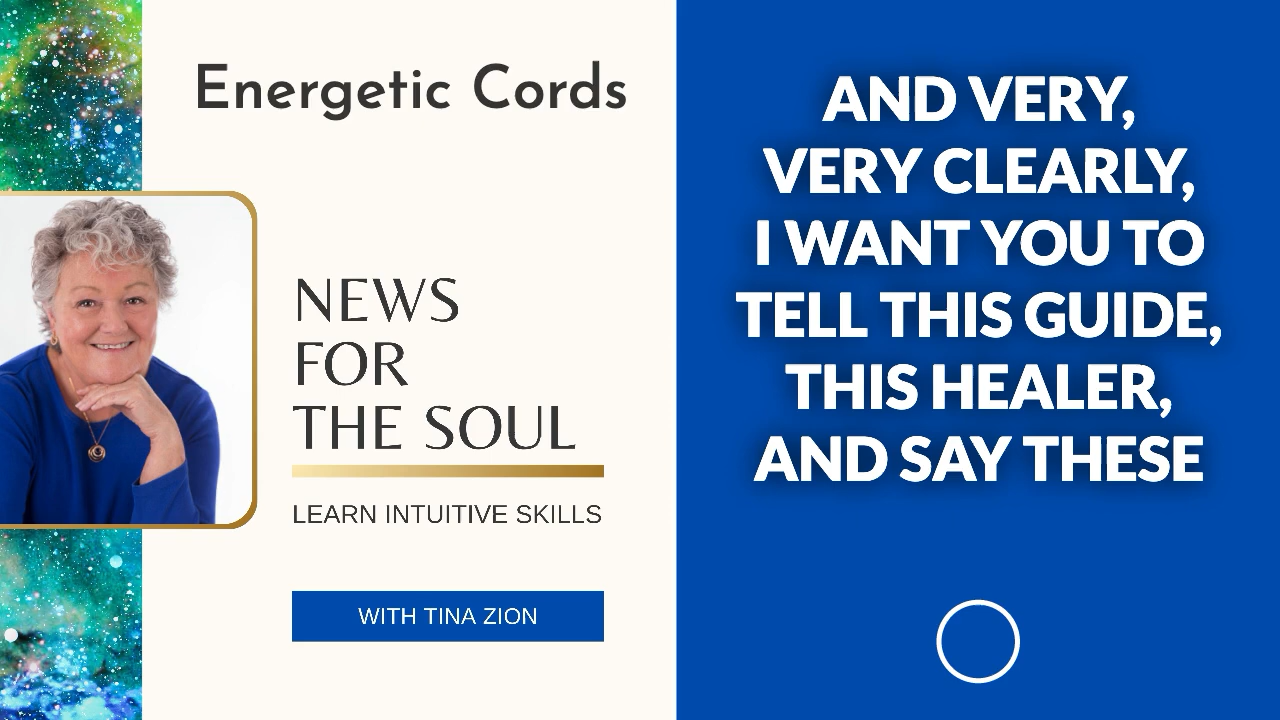 Energetic Cords
NEWS
FOR
THE SOUL
LEARN INTUITIVE SKILLS
WITH TINA ZION
AND VERY,
VERY CLEARLY,
I WANT YOU TO
TELL THIS GUIDE,
THIS HEALER,
AND SAY THESE